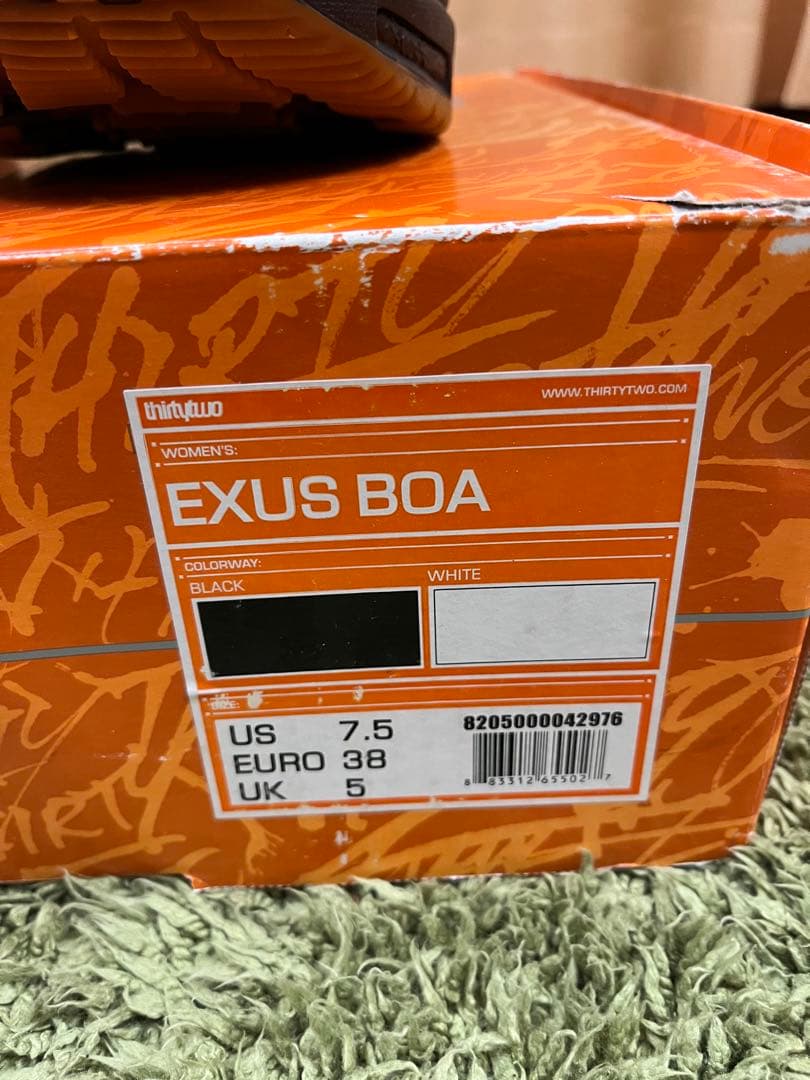 thirtytwo
WWW.THIRTYTWO.COM
WOMEN'S:
EXUS BOA
COLORWAY:
BLACK
WHITE
SIZE:
US 7.5
EURO 38
UK 5
8205000042976
8 83312 65502 7